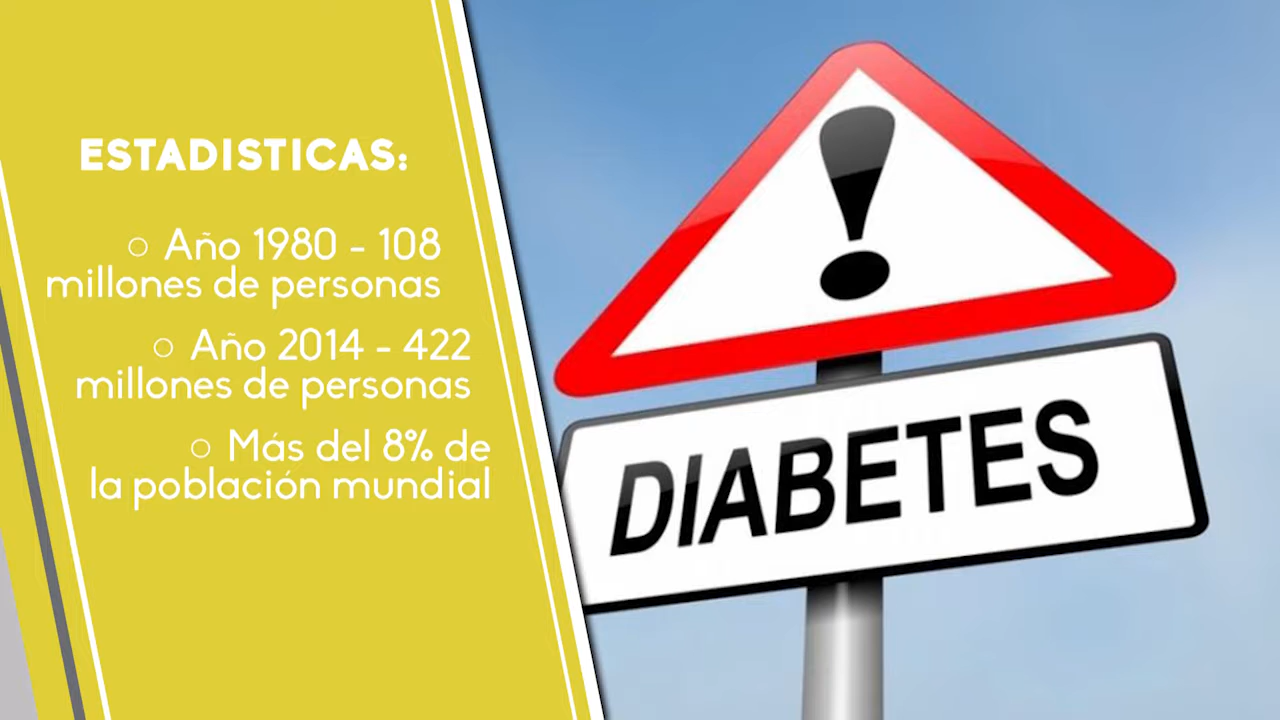 ESTADISTICAS:
○ Año 1980 - 108
millones de personas
○ Año 2014 - 422
millones de personas
○ Más del 8% de
la población mundial
DIABETES